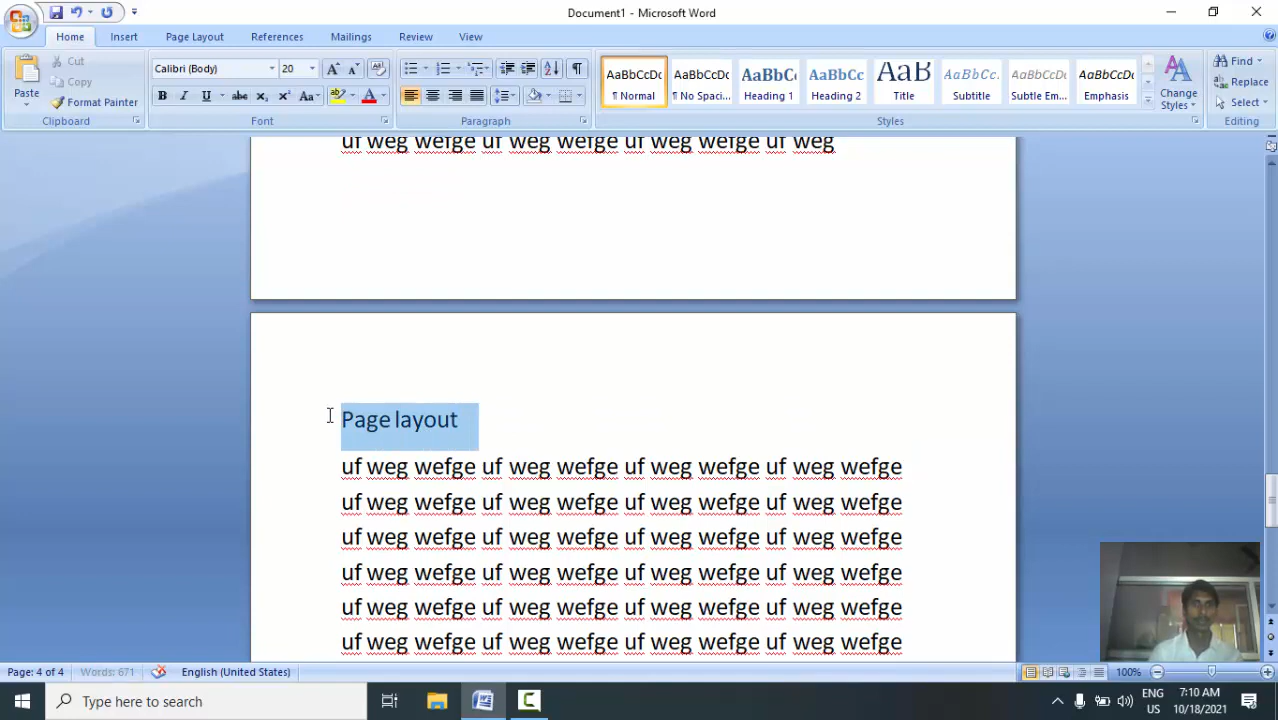 Document1 - Microsoft Word
Home Insert Page Layout References Mailings Review View
Paste
Cut
Copy
Format Painter
Clipboard
Calibri (Body) 20
Font
Paragraph
AaBbCcDc AaBbCcDc AaBbC AaBbCc AaB AaBbCc. AaBbCcDc AaBbCcDc
¶ Normal ¶ No Spaci... Heading 1 Heading 2 Title Subtitle Subtle Em... Emphasis
Change
Styles
Styles
Find
Replace
Select
Editing
uf weg wefge uf weg wefge uf weg wefge uf weg
Page layout
uf weg wefge uf weg wefge uf weg wefge uf weg wefge
uf weg wefge uf weg wefge uf weg wefge uf weg wefge
uf weg wefge uf weg wefge uf weg wefge uf weg wefge
uf weg wefge uf weg wefge uf weg wefge uf weg wefge
uf weg wefge uf weg wefge uf weg wefge uf weg wefge
uf weg wefge uf weg wefge uf weg wefge uf weg wefge
Page: 4 of 4 Words: 671 English (United States) 100%
Type here to search
ENG
US
7:10 AM
10/18/2021